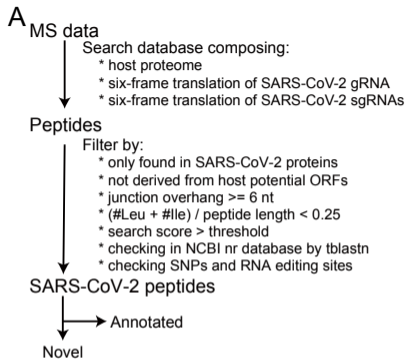 A
MS data
Search database composing:
* host proteome
* six-frame translation of SARS-CoV-2 gRNA
* six-frame translation of SARS-CoV-2 sgRNAs
Peptides
Filter by:
* only found in SARS-CoV-2 proteins
* not derived from host potential ORFs
* junction overhang >= 6 nt
* (#Leu + #Ile) / peptide length < 0.25
* search score > threshold
* checking in NCBI nr database by tblastn
* checking SNPs and RNA editing sites
SARS-CoV-2 peptides
Annotated
Novel